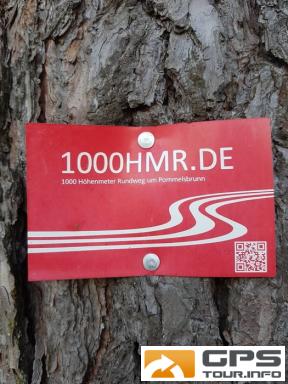 1000HMR.DE
1000 Höhenmeter Rundweg um Pommelsbrunn
GPS
TOUR.INFO